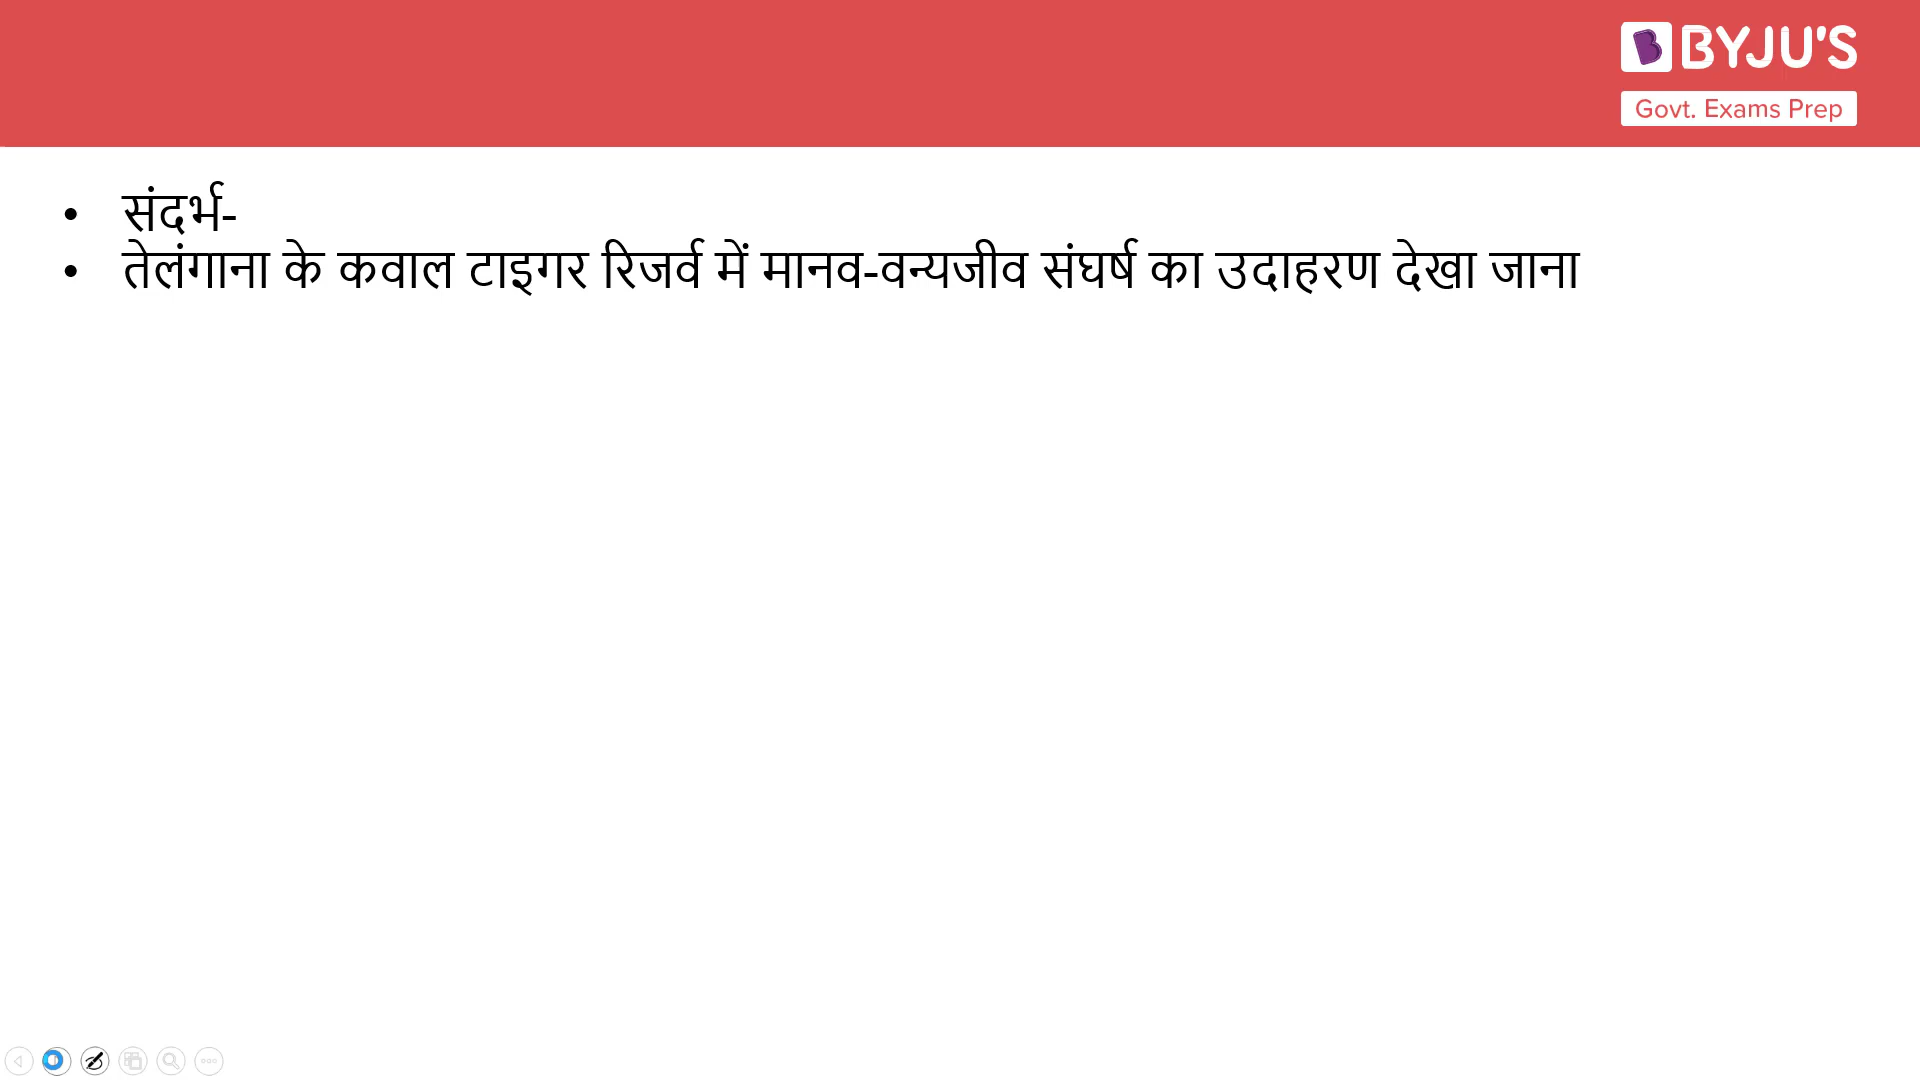 BYJU'S
Govt. Exams Prep
• संदर्भ-
• तेलंगाना के कवाल टाइगर रिजर्व में मानव-वन्यजीव संघर्ष का उदाहरण देखा जाना